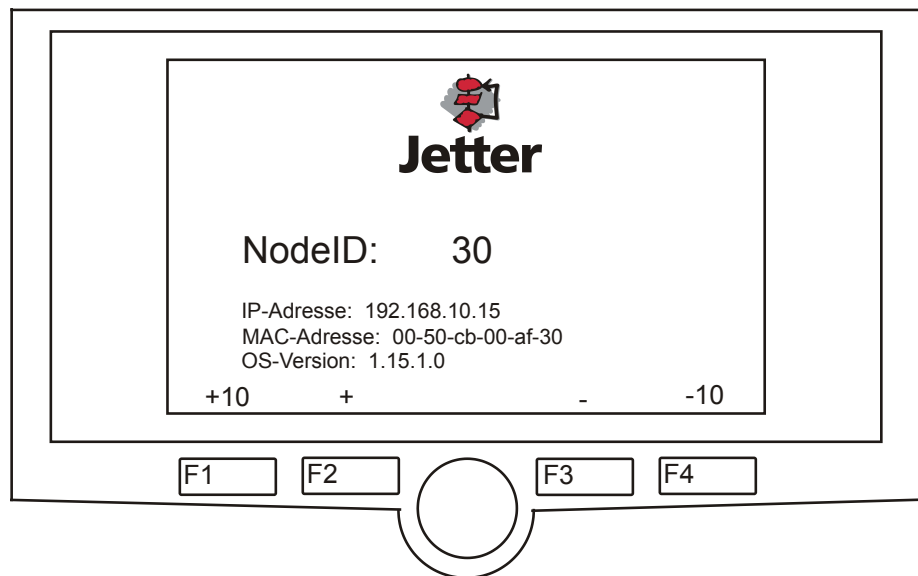 Jetter
NodeID: 30
IP-Adresse: 192.168.10.15
MAC-Adresse: 00-50-cb-00-af-30
OS-Version: 1.15.1.0
+10 + - -10
F1 F2 F3 F4